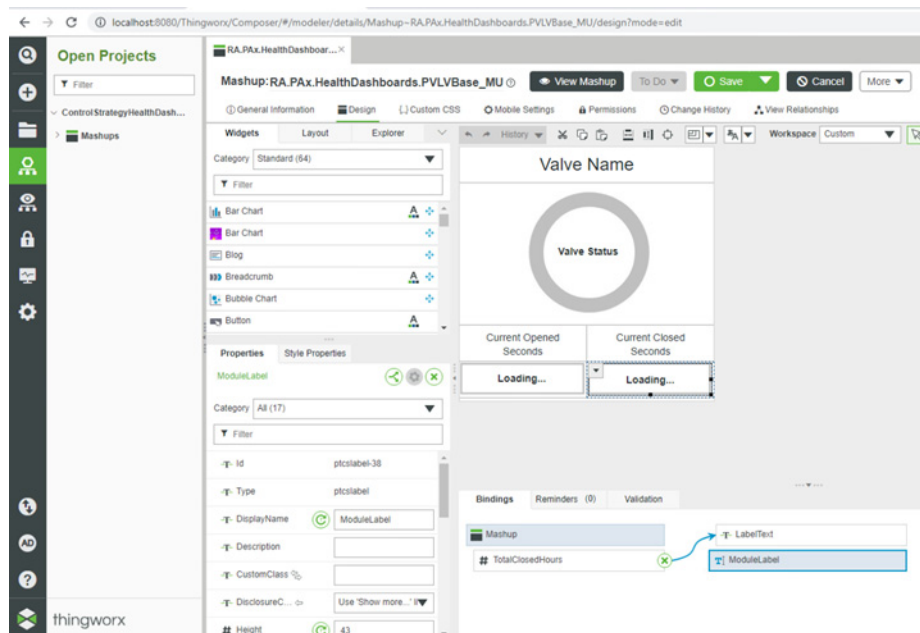 localhost:8080/Thingworx/Composer/#/modeler/details/Mashup~RA.PAx.HealthDashboards.PVLVBase_MU/design?mode=edit
Open Projects
Filter
ControlStrategyHealthDash...
Mashups
AD
thingworx
RA.PAx.HealthDashboar...
Mashup: RA.PAx.HealthDashboards.PVLVBase_MU
View Mashup
To Do
Save
Cancel
More
General Information
Design
Custom CSS
Mobile Settings
Permissions
Change History
View Relationships
Widgets
Layout
Explorer
Category Standard (64)
Filter
Bar Chart
Bar Chart
Blog
Breadcrumb
Bubble Chart
Button
Properties
Style Properties
ModuleLabel
Category All (17)
Filter
Id ptcslabel-38
Type ptcslabel
DisplayName ModuleLabel
Description
CustomClass
DisclosureC... Use 'Show more...'
Height 43
History
Workspace Custom
Valve Name
Valve Status
Current Opened
Seconds
Current Closed
Seconds
Loading...
Loading...
Bindings
Reminders (0)
Validation
Mashup
# TotalClosedHours
LabelText
ModuleLabel